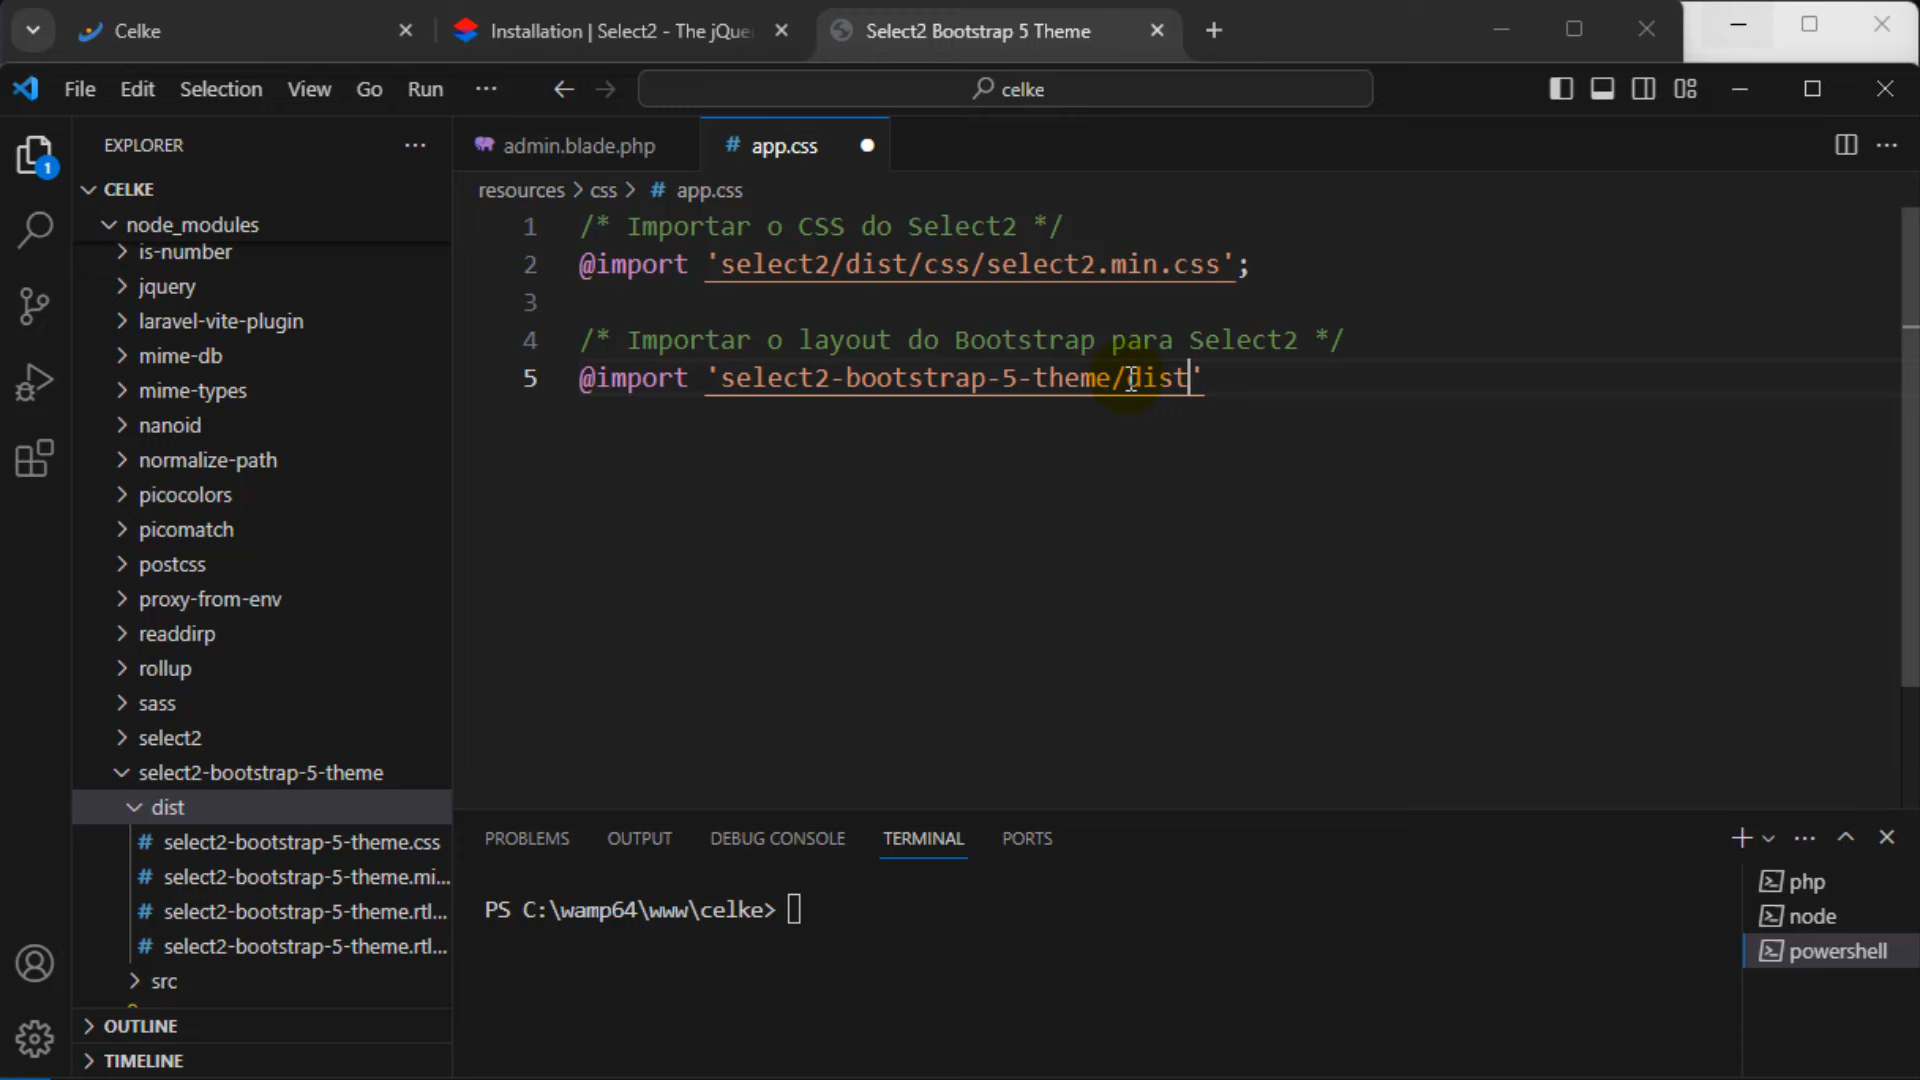 Celke
Installation | Select2 - The jQue
Select2 Bootstrap 5 Theme
File Edit Selection View Go Run ···
celke
1
EXPLORER ···
CELKE
node_modules
is-number
jquery
laravel-vite-plugin
mime-db
mime-types
nanoid
normalize-path
picocolors
picomatch
postcss
proxy-from-env
readdirp
rollup
sass
select2
select2-bootstrap-5-theme
dist
# select2-bootstrap-5-theme.css
# select2-bootstrap-5-theme.mi...
# select2-bootstrap-5-theme.rtl...
# select2-bootstrap-5-theme.rtl...
src
OUTLINE
TIMELINE
admin.blade.php
# app.css
resources > css > # app.css
1 /* Importar o CSS do Select2 */
2 @import 'select2/dist/css/select2.min.css';
3
4 /* Importar o layout do Bootstrap para Select2 */
5 @import 'select2-bootstrap-5-theme/dist'
PROBLEMS OUTPUT DEBUG CONSOLE TERMINAL PORTS
PS C:\wamp64\www\celke>
php
node
powershell